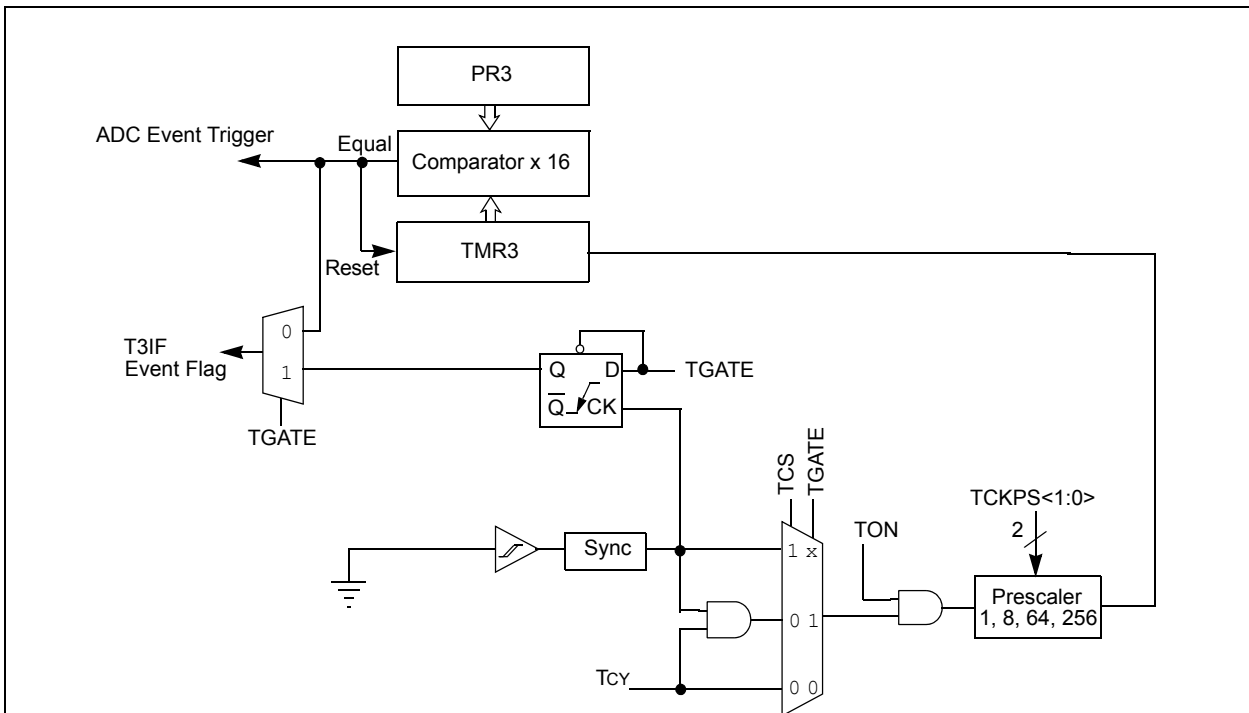 PR3
ADC Event Trigger
Equal
Comparator x 16
TMR3
Reset
0
T3IF
Event Flag
1
Q D
TGATE
Q CK
TGATE
TCS
TGATE
TCKPS<1:0>
2
TON
Sync
1 x
Prescaler
1, 8, 64, 256
0 1
TCY
0 0